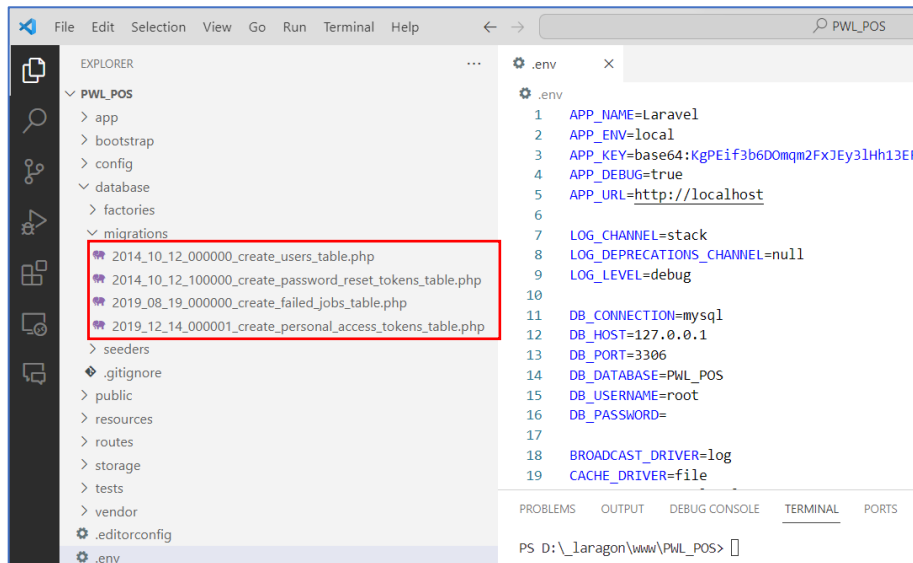 File Edit Selection View Go Run Terminal Help
PWL_POS
EXPLORER
PWL_POS
app
bootstrap
config
database
factories
migrations
2014_10_12_000000_create_users_table.php
2014_10_12_100000_create_password_reset_tokens_table.php
2019_08_19_000000_create_failed_jobs_table.php
2019_12_14_000001_create_personal_access_tokens_table.php
seeders
.gitignore
public
resources
routes
storage
tests
vendor
.editorconfig
.env
.env
.env
1 APP_NAME=Laravel
2 APP_ENV=local
3 APP_KEY=base64:KgPEif3b6DOmqm2FxJEy3lHh13E
4 APP_DEBUG=true
5 APP_URL=http://localhost
6
7 LOG_CHANNEL=stack
8 LOG_DEPRECATIONS_CHANNEL=null
9 LOG_LEVEL=debug
10
11 DB_CONNECTION=mysql
12 DB_HOST=127.0.0.1
13 DB_PORT=3306
14 DB_DATABASE=PWL_POS
15 DB_USERNAME=root
16 DB_PASSWORD=
17
18 BROADCAST_DRIVER=log
19 CACHE_DRIVER=file
PROBLEMS OUTPUT DEBUG CONSOLE TERMINAL PORTS
PS D:\_laragon\www\PWL_POS>